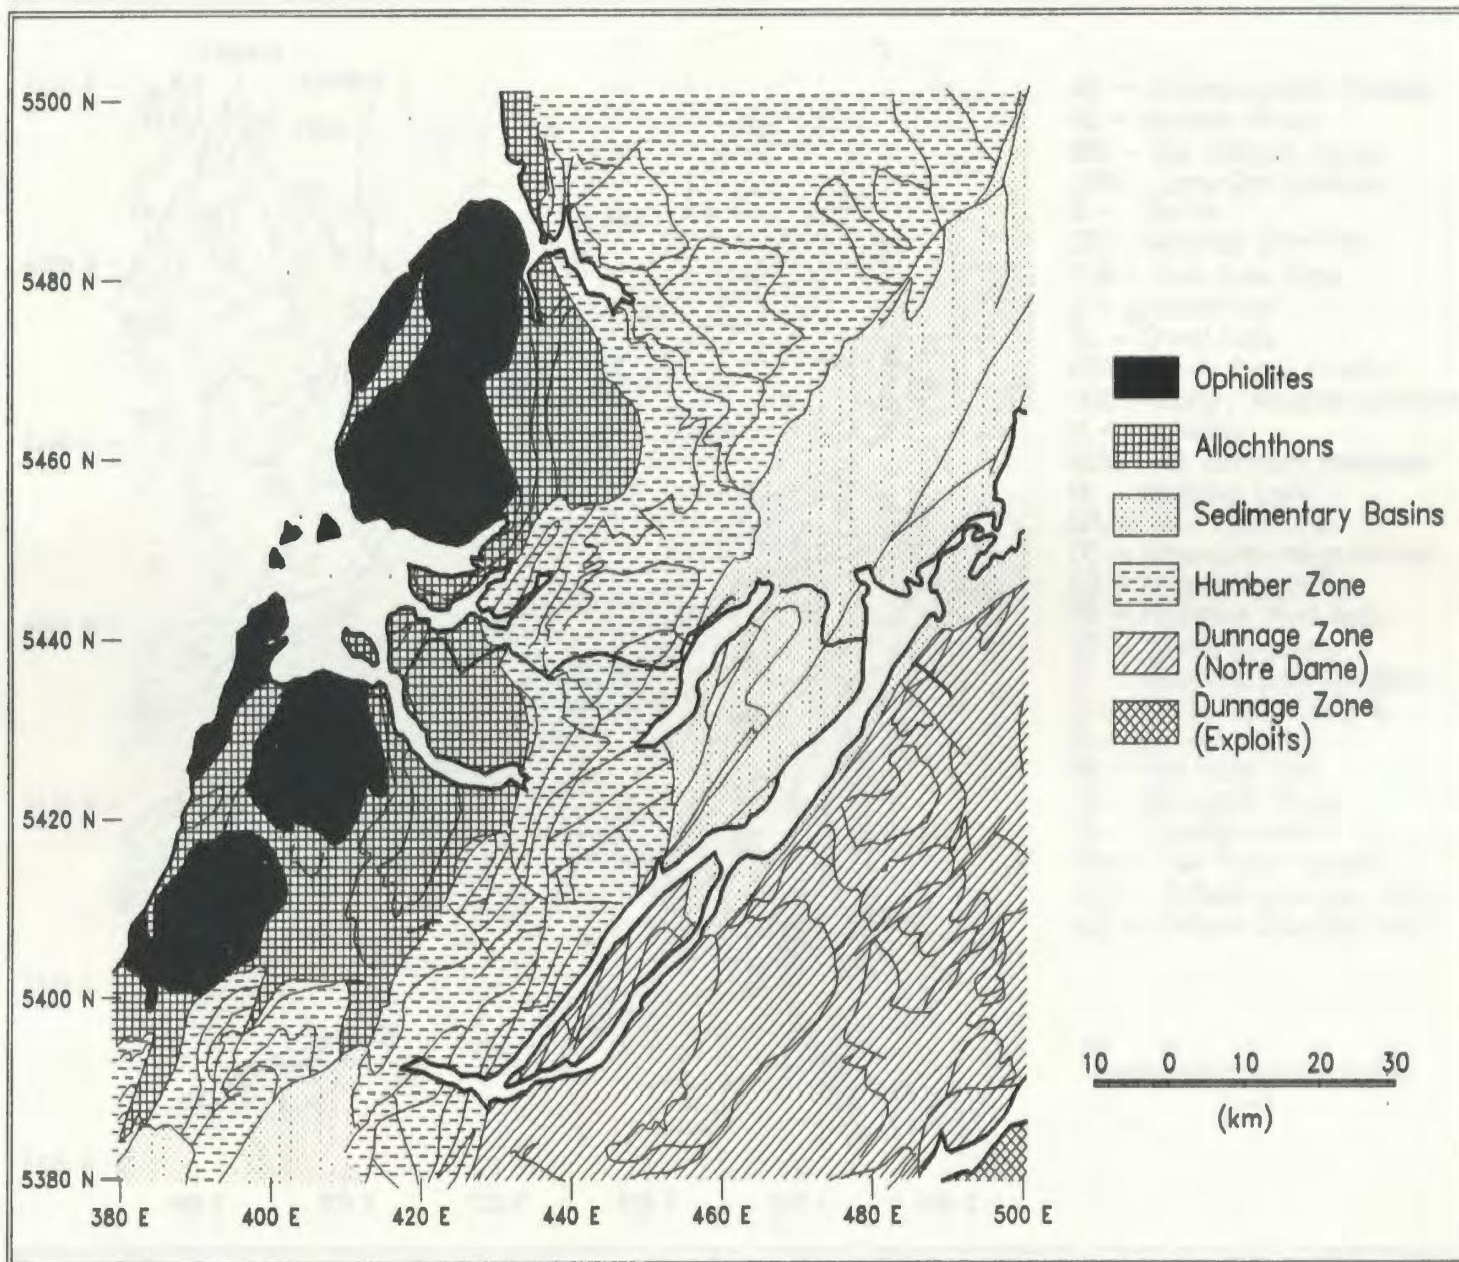 5500 N
5480 N
5460 N
5440 N
5420 N
5400 N
5380 N
380 E 400 E 420 E 440 E 460 E 480 E 500 E
Ophiolites
Allochthons
Sedimentary Basins
Humber Zone
Dunnage Zone
(Notre Dame)
Dunnage Zone
(Exploits)
10 0 10 20 30
(km)